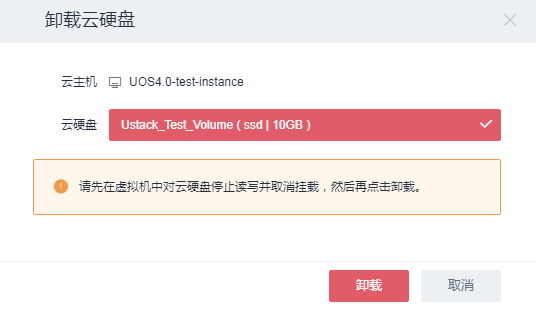 卸载云硬盘
云主机 UOS4.0-test-instance
云硬盘 Ustack_Test_Volume ( ssd | 10GB )
请先在虚拟机中对云硬盘停止读写并取消挂载，然后再点击卸载。
卸载 取消